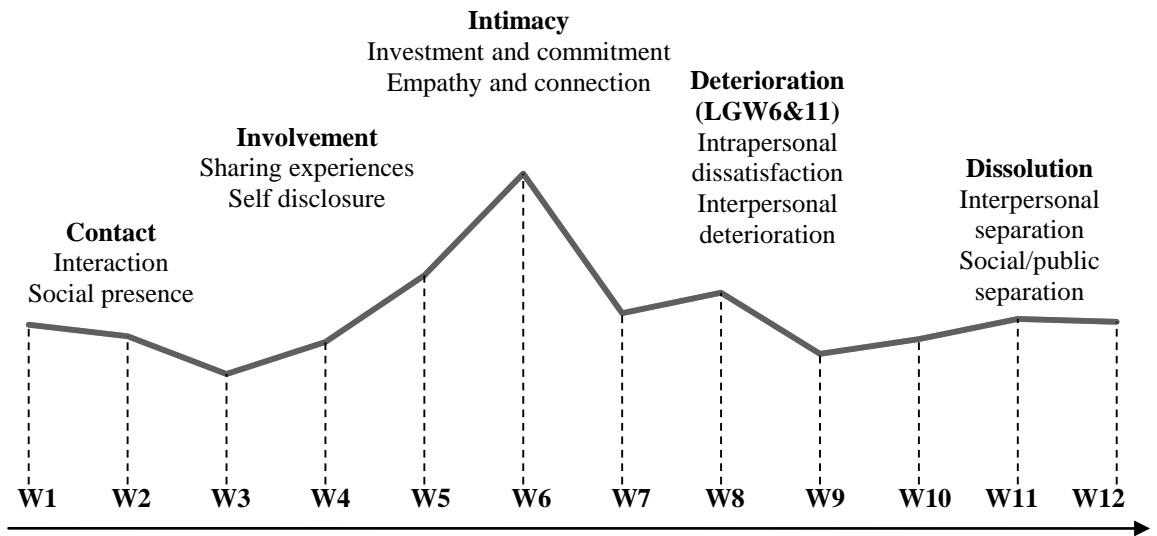 Intimacy
Investment and commitment
Empathy and connection
Deterioration
(LGW6&11)
Intrapersonal
dissatisfaction
Interpersonal
deterioration
Involvement
Sharing experiences
Self disclosure
Dissolution
Interpersonal
separation
Social/public
separation
Contact
Interaction
Social presence
W1 W2 W3 W4 W5 W6 W7 W8 W9 W10 W11 W12